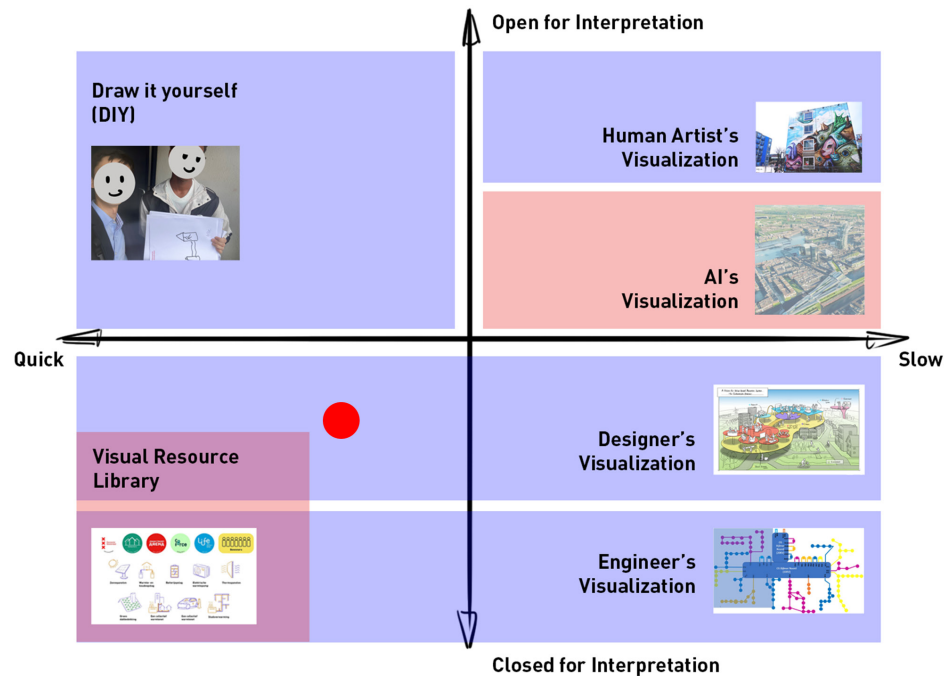 Open for Interpretation
Draw it yourself
(DIY)
Human Artist's
Visualization
AI's
Visualization
Quick
Slow
Visual Resource
Library
Designer's
Visualization
Engineer's
Visualization
Closed for Interpretation